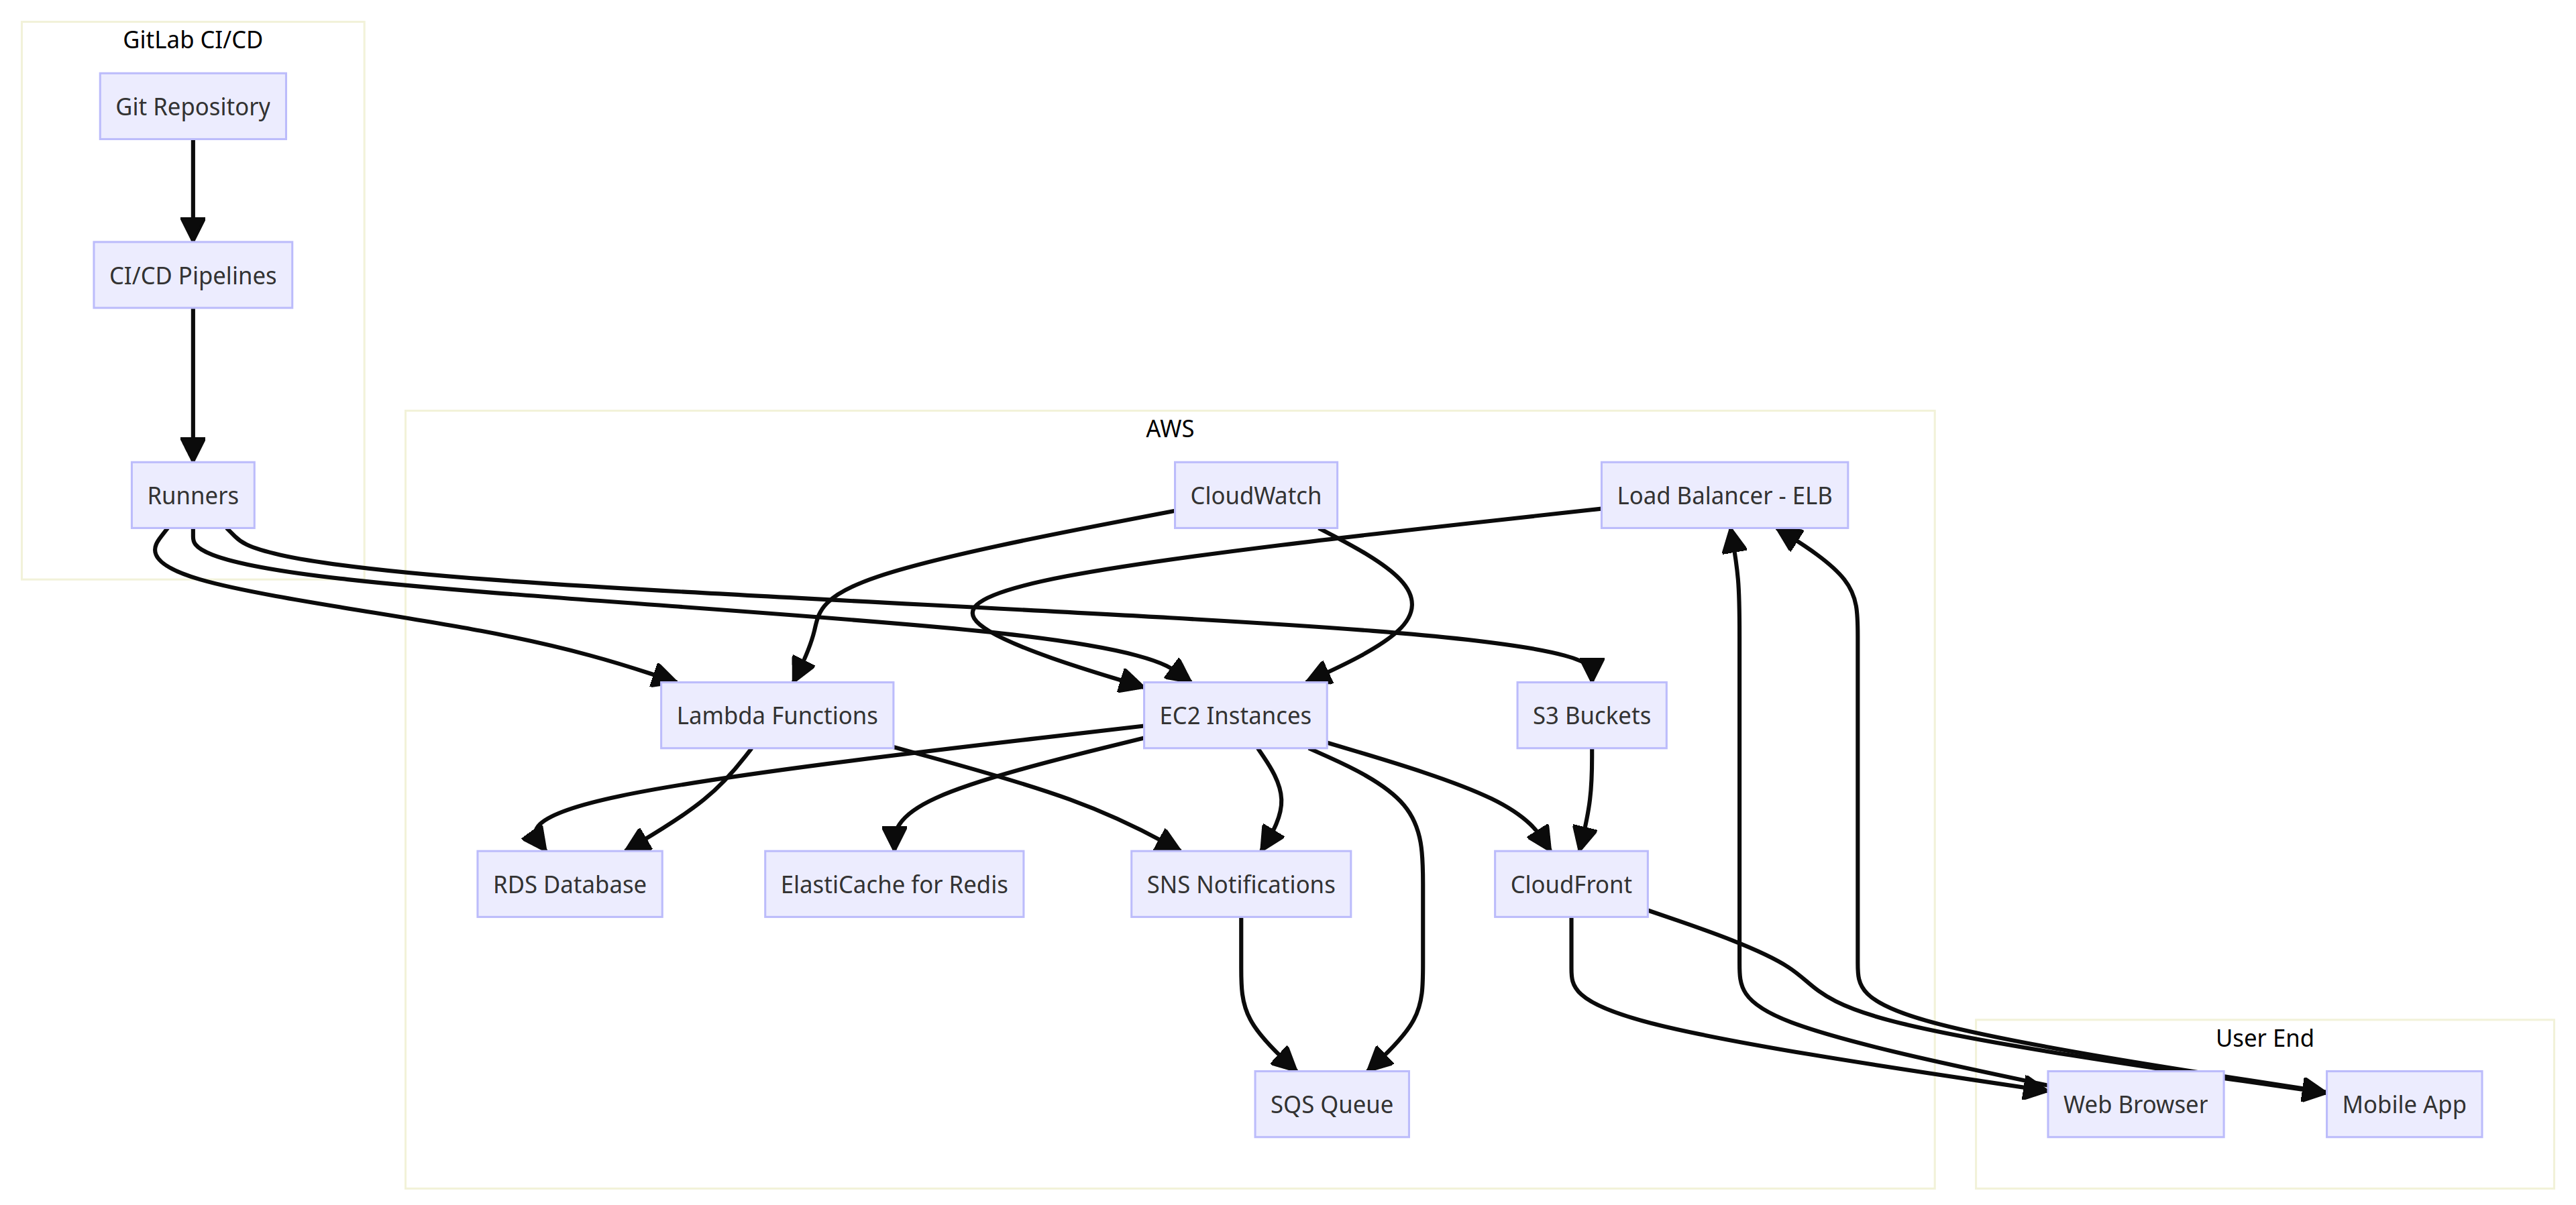 GitLab CI/CD
Git Repository
CI/CD Pipelines
Runners
AWS
CloudWatch
Load Balancer - ELB
Lambda Functions
EC2 Instances
S3 Buckets
RDS Database
ElastiCache for Redis
SNS Notifications
CloudFront
SQS Queue
User End
Web Browser
Mobile App